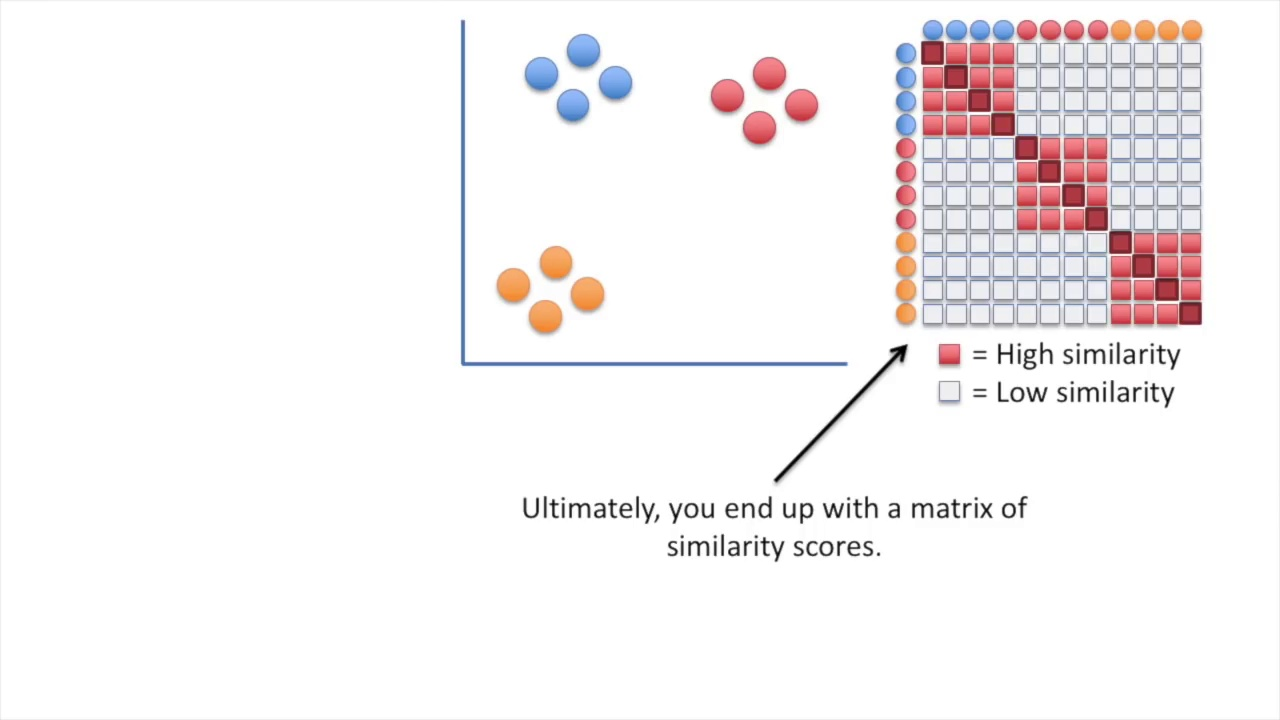 = High similarity
= Low similarity
Ultimately, you end up with a matrix of
similarity scores.